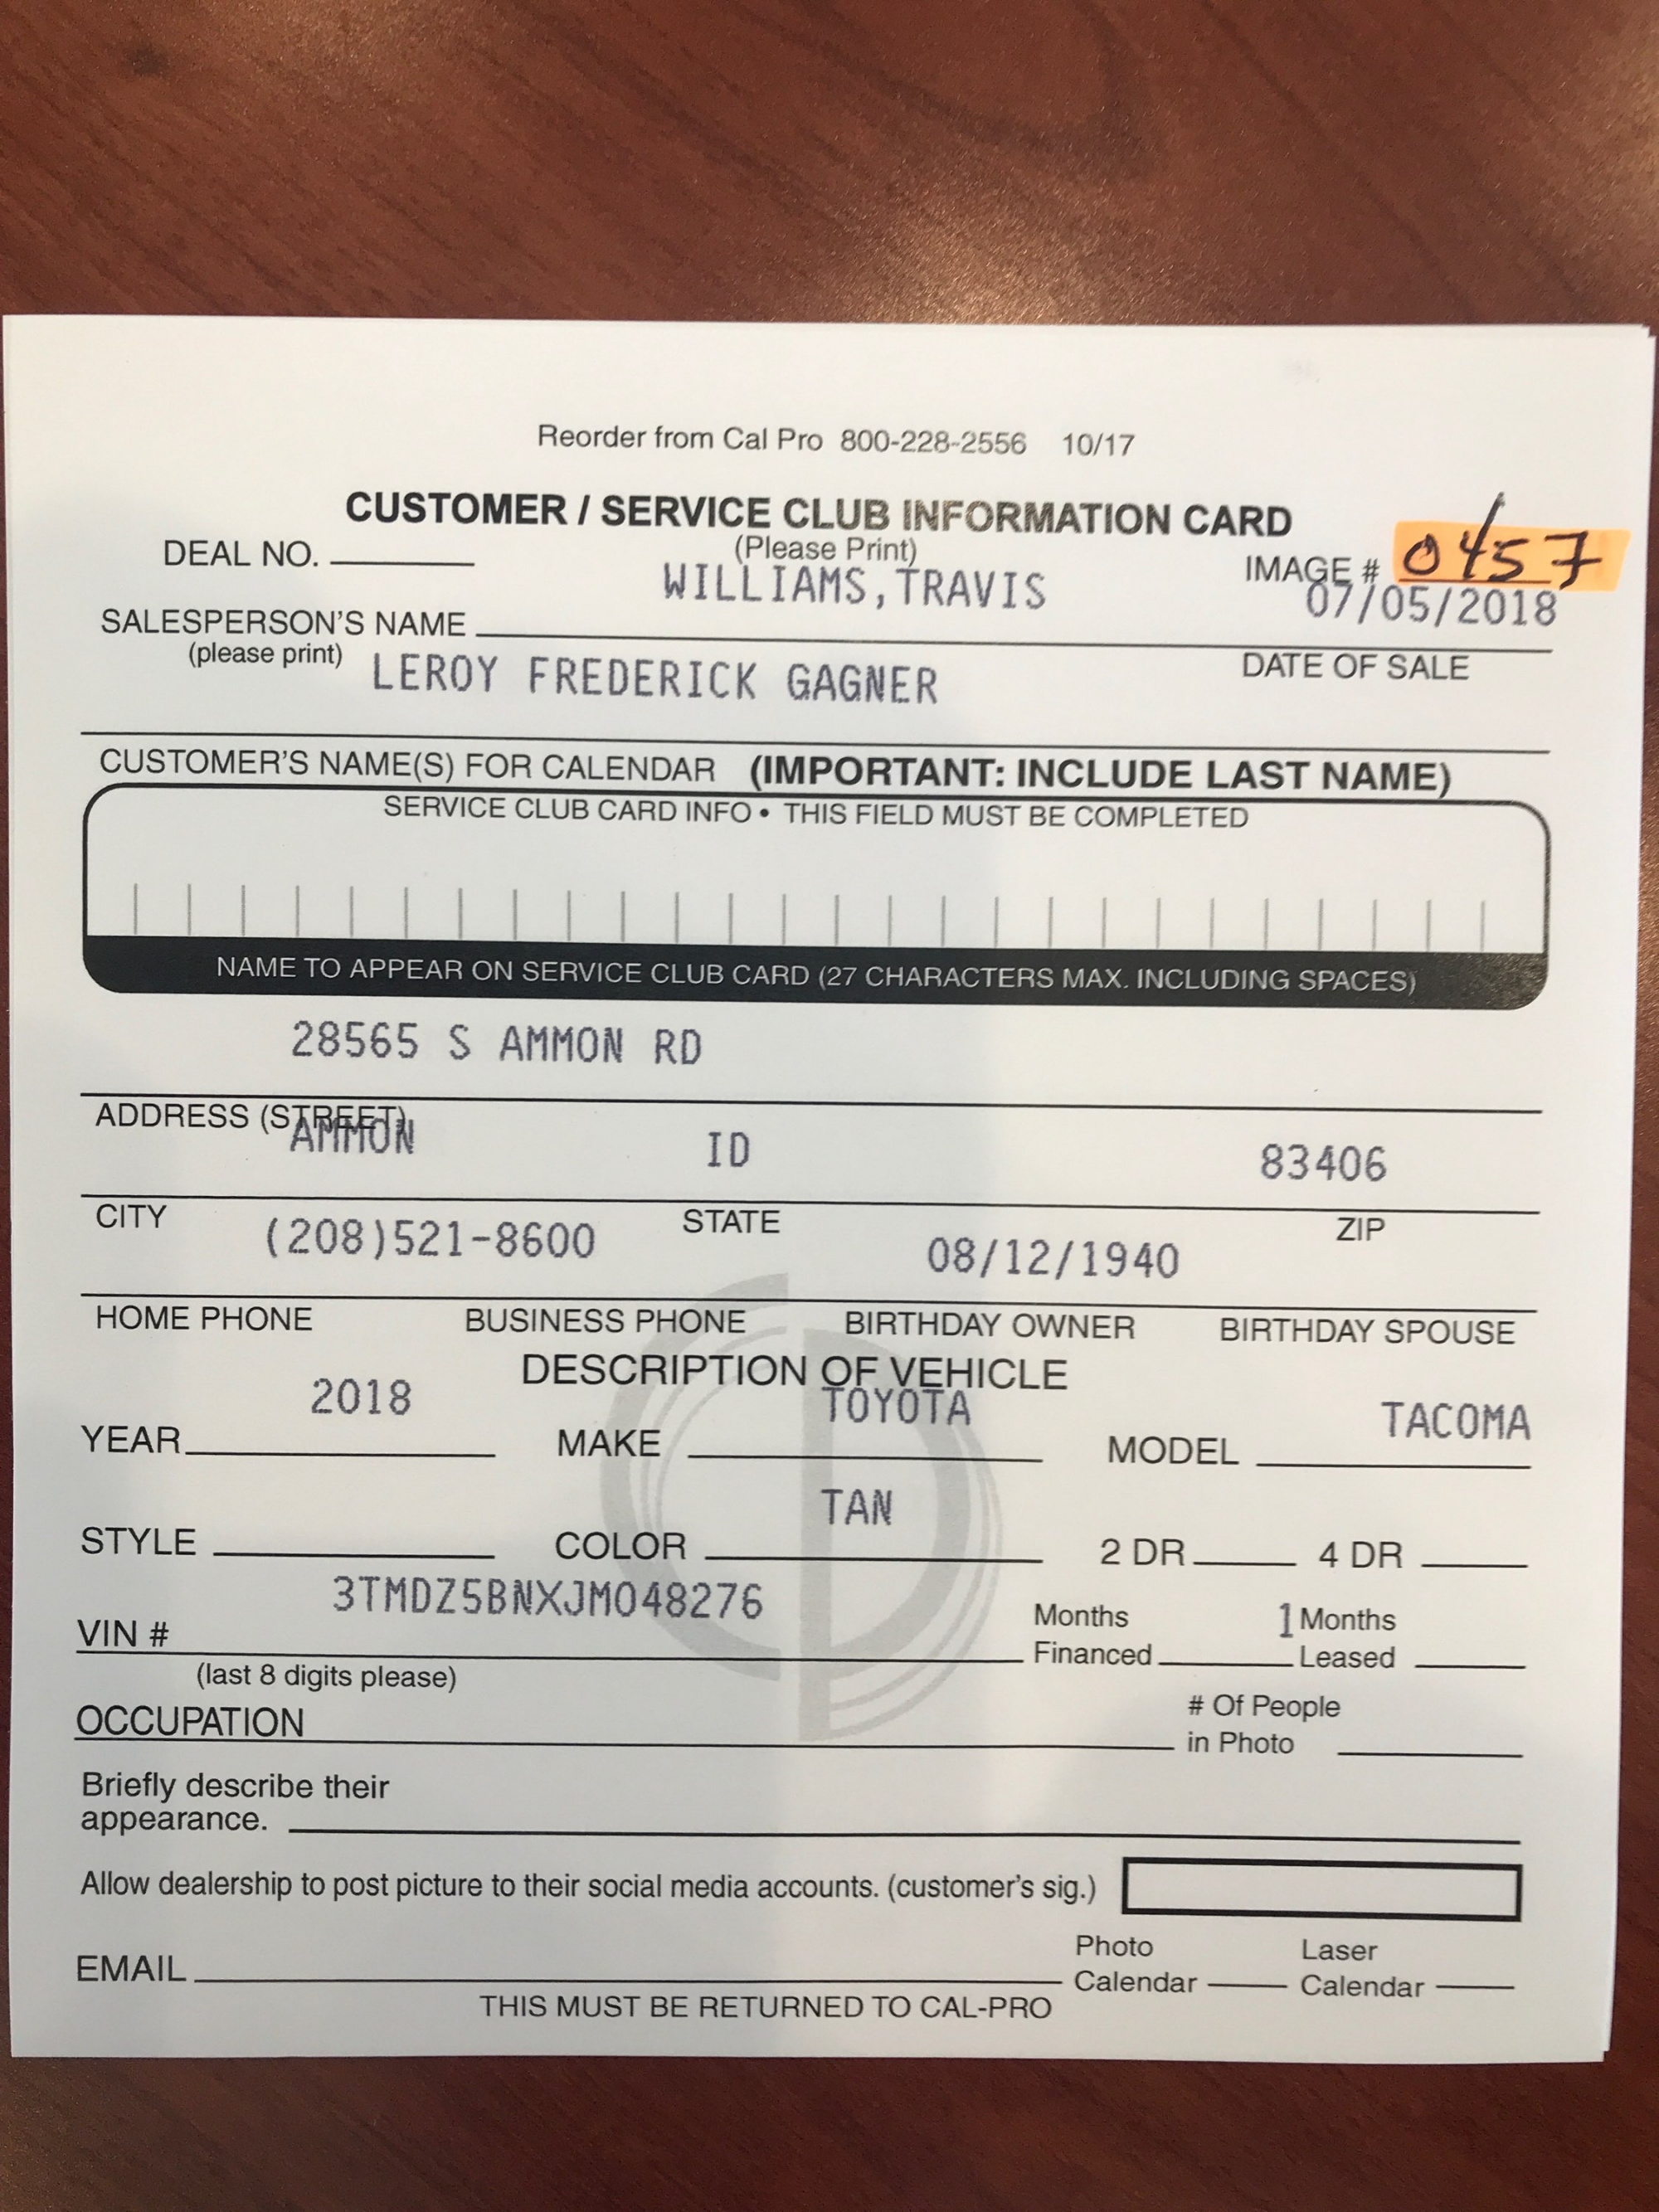 Reorder from Cal Pro 800-228-2556 10/17
CUSTOMER / SERVICE CLUB INFORMATION CARD
(Please Print)
DEAL NO.
IMAGE # 0457
WILLIAMS,TRAVIS
07/05/2018
SALESPERSON'S NAME
(please print)
DATE OF SALE
LEROY FREDERICK GAGNER
CUSTOMER'S NAME(S) FOR CALENDAR (IMPORTANT: INCLUDE LAST NAME)
SERVICE CLUB CARD INFO • THIS FIELD MUST BE COMPLETED
NAME TO APPEAR ON SERVICE CLUB CARD (27 CHARACTERS MAX. INCLUDING SPACES)
28565 S AMMON RD
ADDRESS (STREET)
AMMON ID 83406
CITY STATE ZIP
(208)521-8600 08/12/1940
HOME PHONE BUSINESS PHONE BIRTHDAY OWNER BIRTHDAY SPOUSE
DESCRIPTION OF VEHICLE
2018 TOYOTA TACOMA
YEAR MAKE MODEL
TAN
STYLE COLOR 2 DR 4 DR
3TMDZ5BNXJM048276
VIN #
(last 8 digits please)
Months 1 Months
Financed Leased
OCCUPATION
# Of People
in Photo
Briefly describe their
appearance.
Allow dealership to post picture to their social media accounts. (customer's sig.)
Photo Laser
EMAIL Calendar Calendar
THIS MUST BE RETURNED TO CAL-PRO